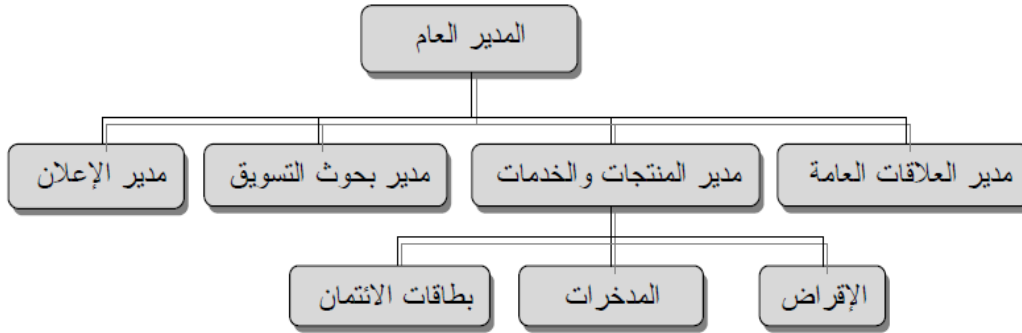 المدير العام
مدير العلاقات العامة
مدير المنتجات والخدمات
مدير بحوث التسويق
مدير الإعلان
الإقراض
المدخرات
بطاقات الائتمان